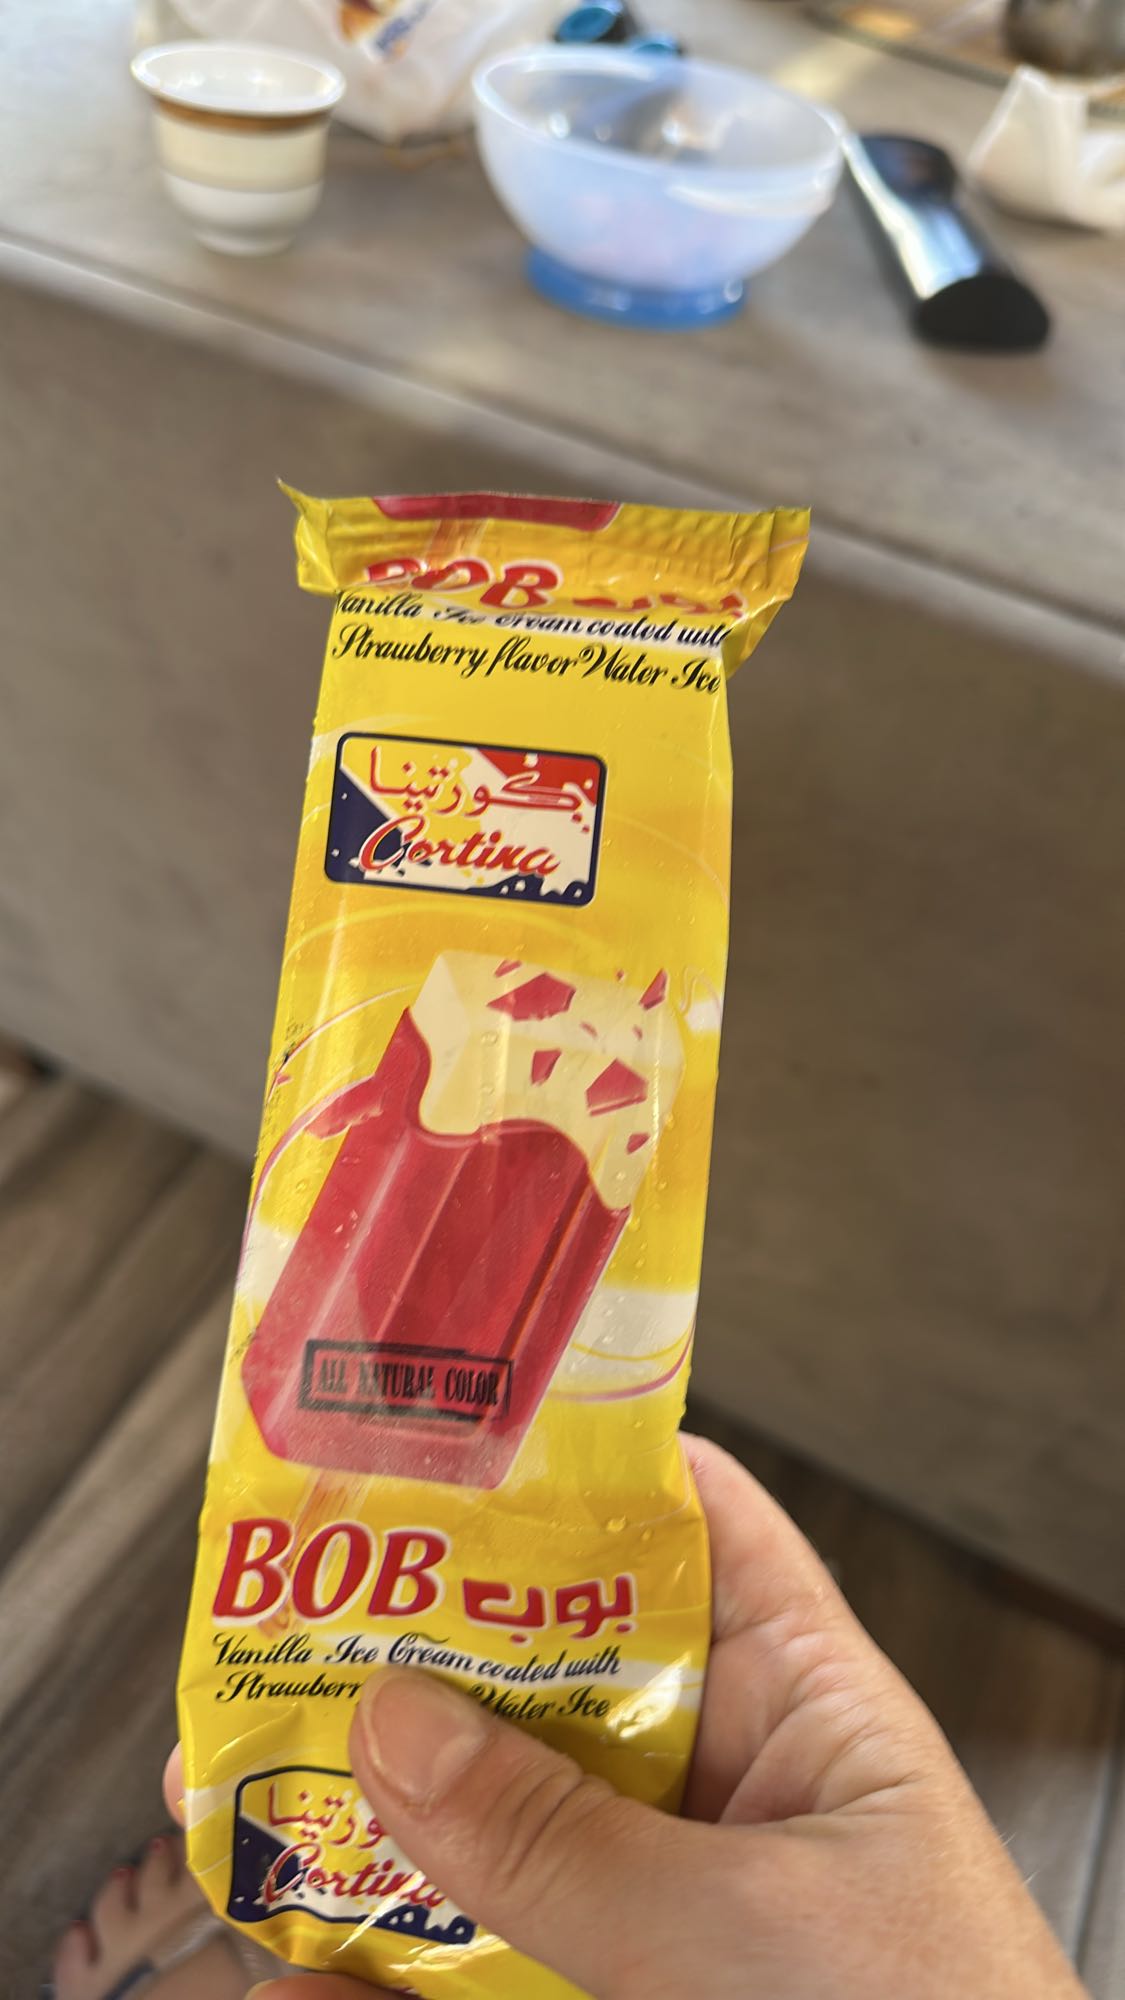 BOB بوب
Vanilla Ice Cream coated with
Strawberry flavor Water Ice
كورتينا
Cortina
ALL NATURAL COLOR
BOB بوب
Vanilla Ice Cream coated with
Water Ice
Cortina